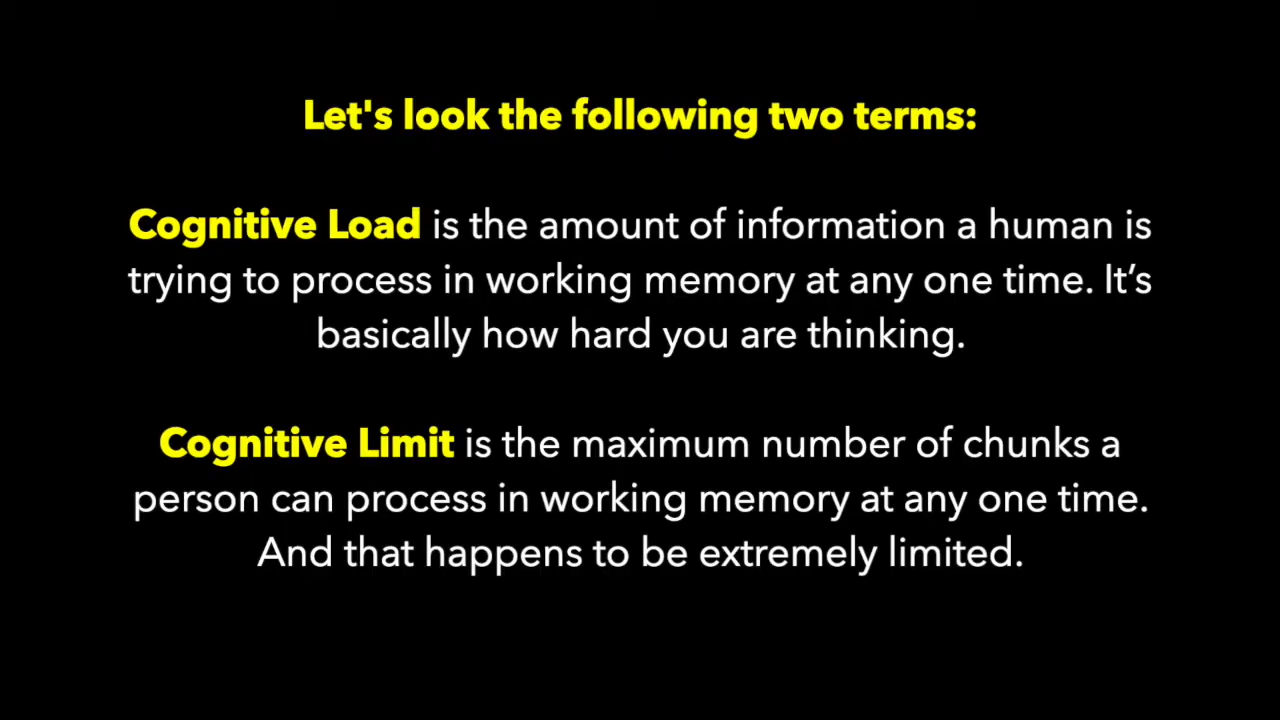 Let's look the following two terms:
Cognitive Load is the amount of information a human is
trying to process in working memory at any one time. It’s
basically how hard you are thinking.
Cognitive Limit is the maximum number of chunks a
person can process in working memory at any one time.
And that happens to be extremely limited.